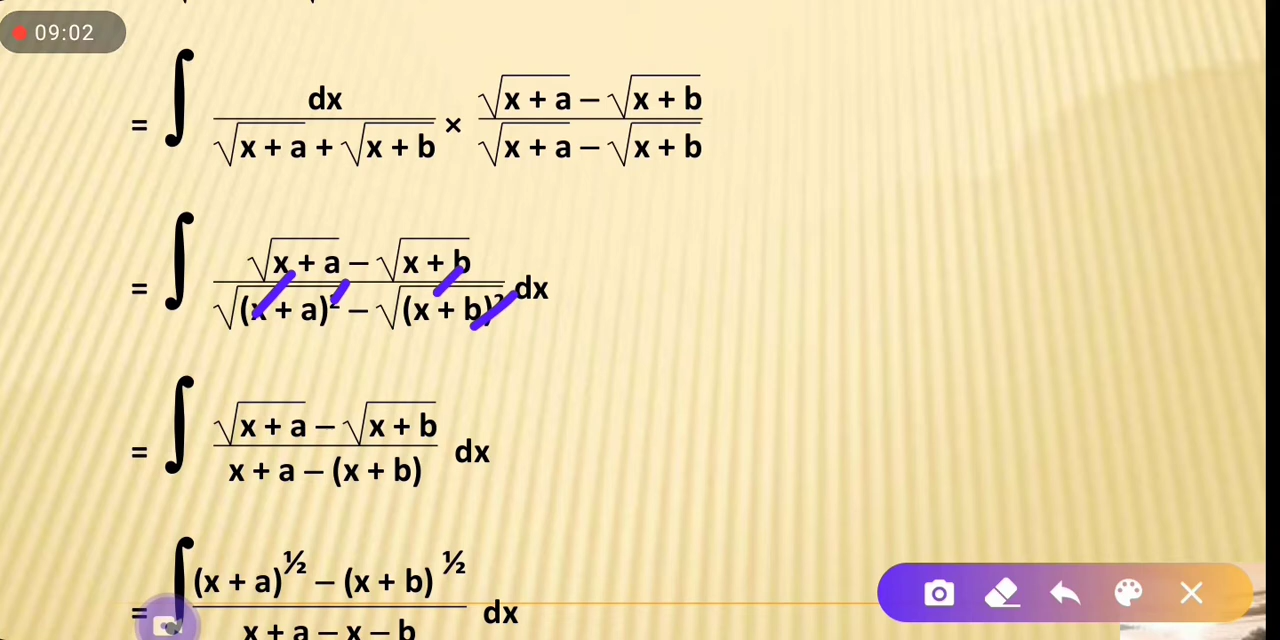 09:02
= ∫ dx / (√(x + a) + √(x + b)) × (√(x + a) – √(x + b)) / (√(x + a) – √(x + b))
= ∫ (√(x + a) – √(x + b)) / (√(x + a)² – √(x + b)²) dx
= ∫ (√(x + a) – √(x + b)) / (x + a – (x + b)) dx
= ∫ ((x + a)^½ – (x + b)^½) / (x + a – x – b) dx